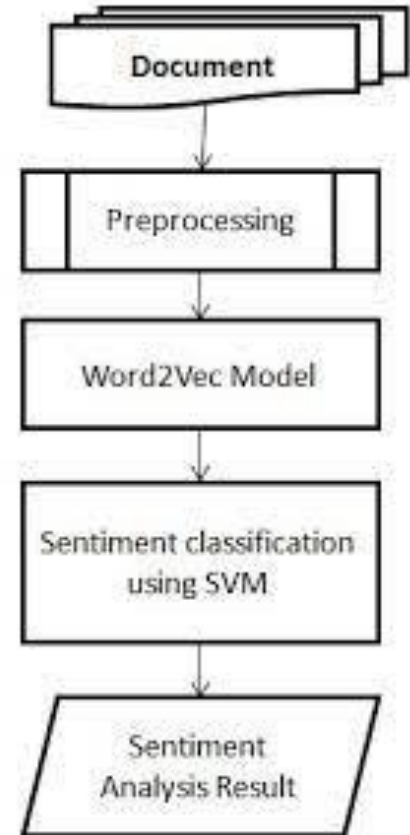 Document
Preprocessing
Word2Vec Model
Sentiment classification
using SVM
Sentiment
Analysis Result